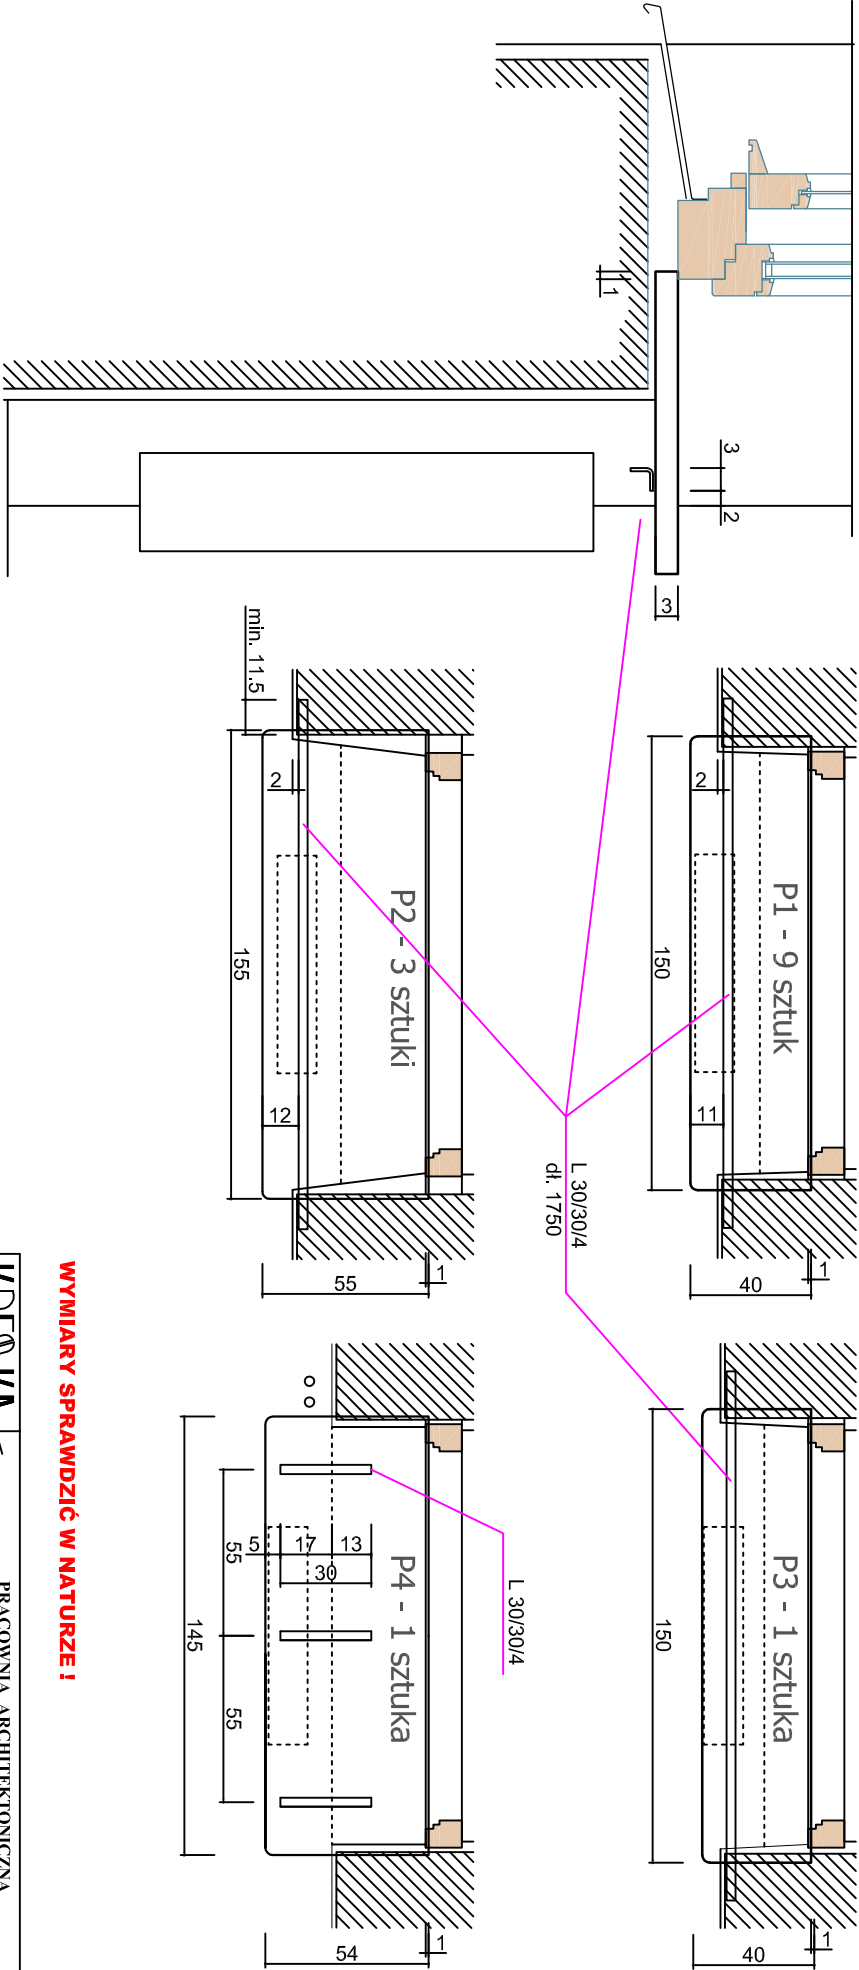 3
2
1
3
P1 - 9 sztuk
2
150
11
1
40
P3 - 1 sztuka
150
1
40
L 30/30/4
dł. 1750
min. 11.5
P2 - 3 sztuki
2
155
12
1
55
L 30/30/4
P4 - 1 sztuka
5
17
13
30
55
55
145
1
54
WYMIARY SPRAWDZIĆ W NATURZE !
PRACOWNIA ARCHITEKTONICZNA